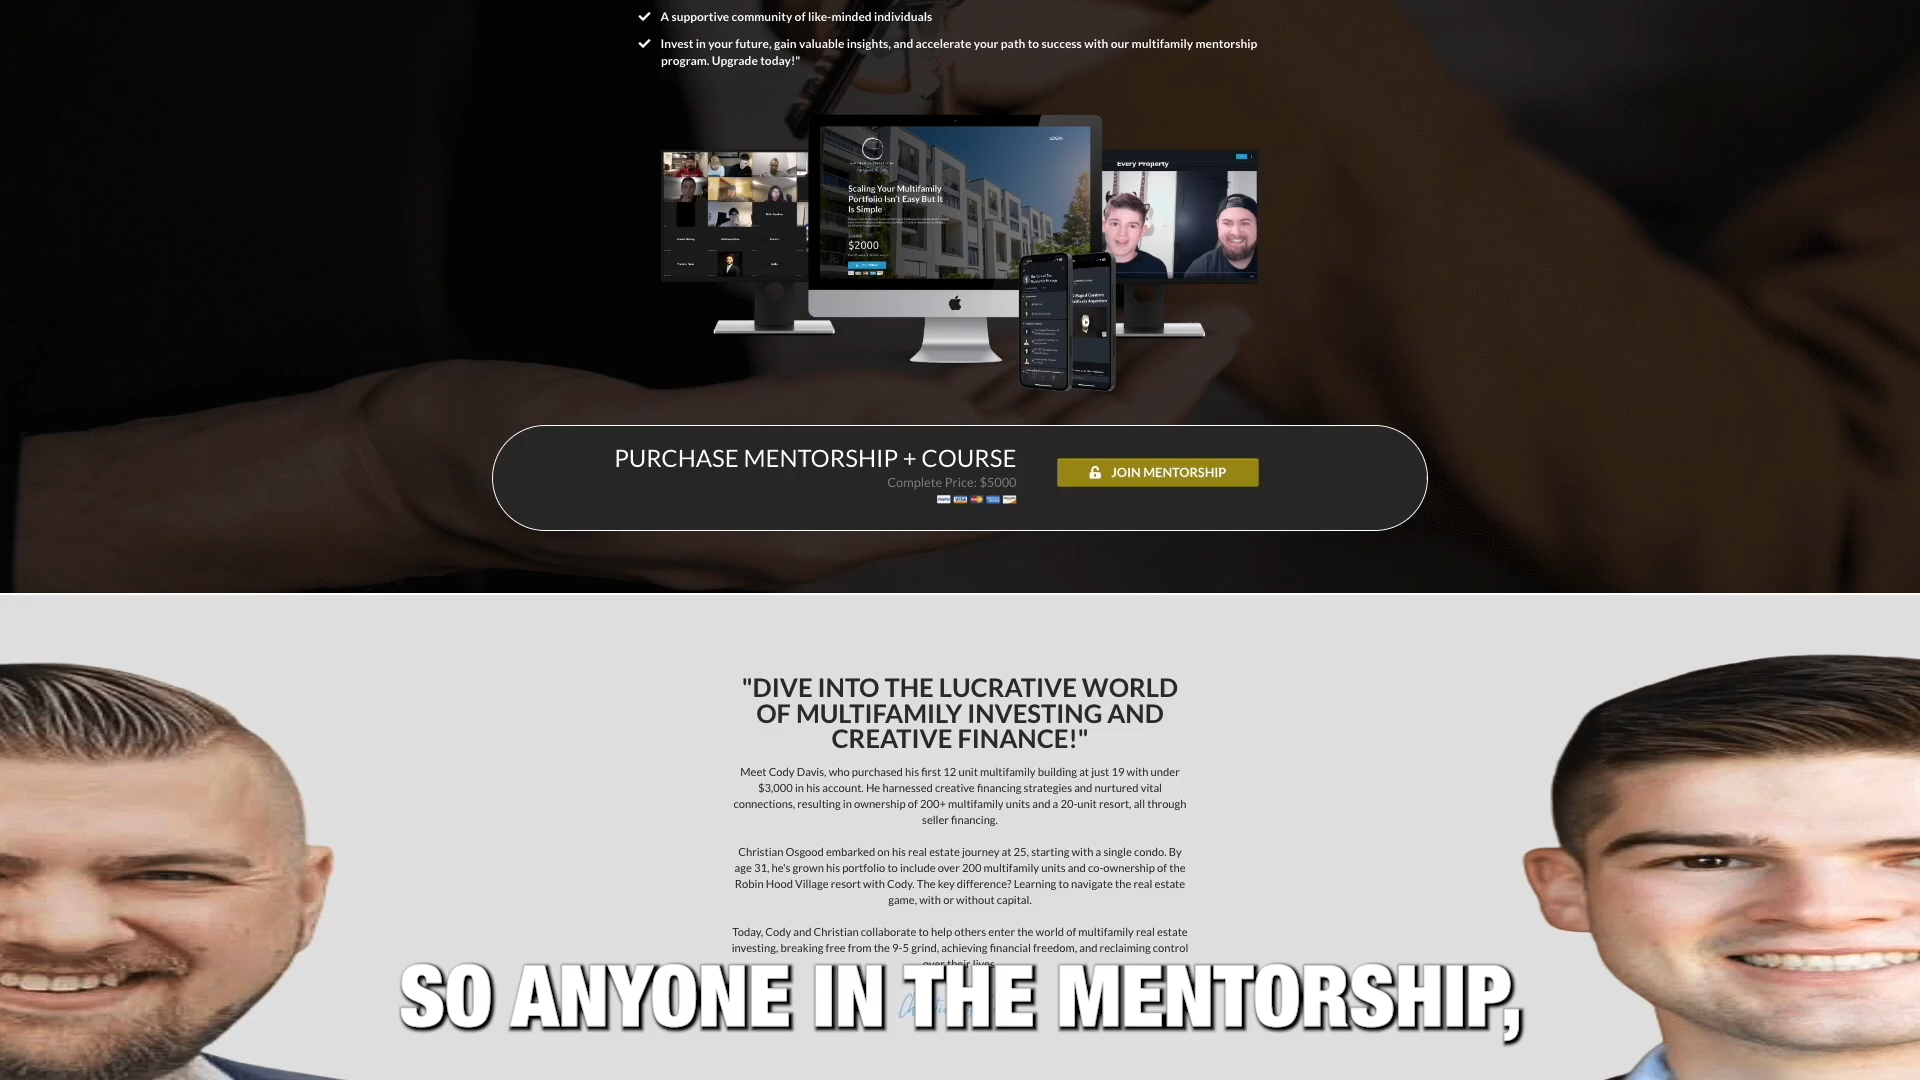 A supportive community of like-minded individuals
Invest in your future, gain valuable insights, and accelerate your path to success with our multifamily mentorship
program. Upgrade today!"
LOGIN
Every Property
Scaling Your Multifamily
Portfolio Isn't Easy But It
Is Simple
$2000
PURCHASE MENTORSHIP + COURSE
Complete Price: $5000
JOIN MENTORSHIP
"DIVE INTO THE LUCRATIVE WORLD
OF MULTIFAMILY INVESTING AND
CREATIVE FINANCE!"
Meet Cody Davis, who purchased his first 12 unit multifamily building at just 19 with under
$3,000 in his account. He harnessed creative financing strategies and nurtured vital
connections, resulting in ownership of 200+ multifamily units and a 20-unit resort, all through
seller financing.
Christian Osgood embarked on his real estate journey at 25, starting with a single condo. By
age 31, he's grown his portfolio to include over 200 multifamily units and co-ownership of the
Robin Hood Village resort with Cody. The key difference? Learning to navigate the real estate
game, with or without capital.
Today, Cody and Christian collaborate to help others enter the world of multifamily real estate
investing, breaking free from the 9-5 grind, achieving financial freedom, and reclaiming control
over their lives.
SO ANYONE IN THE MENTORSHIP,